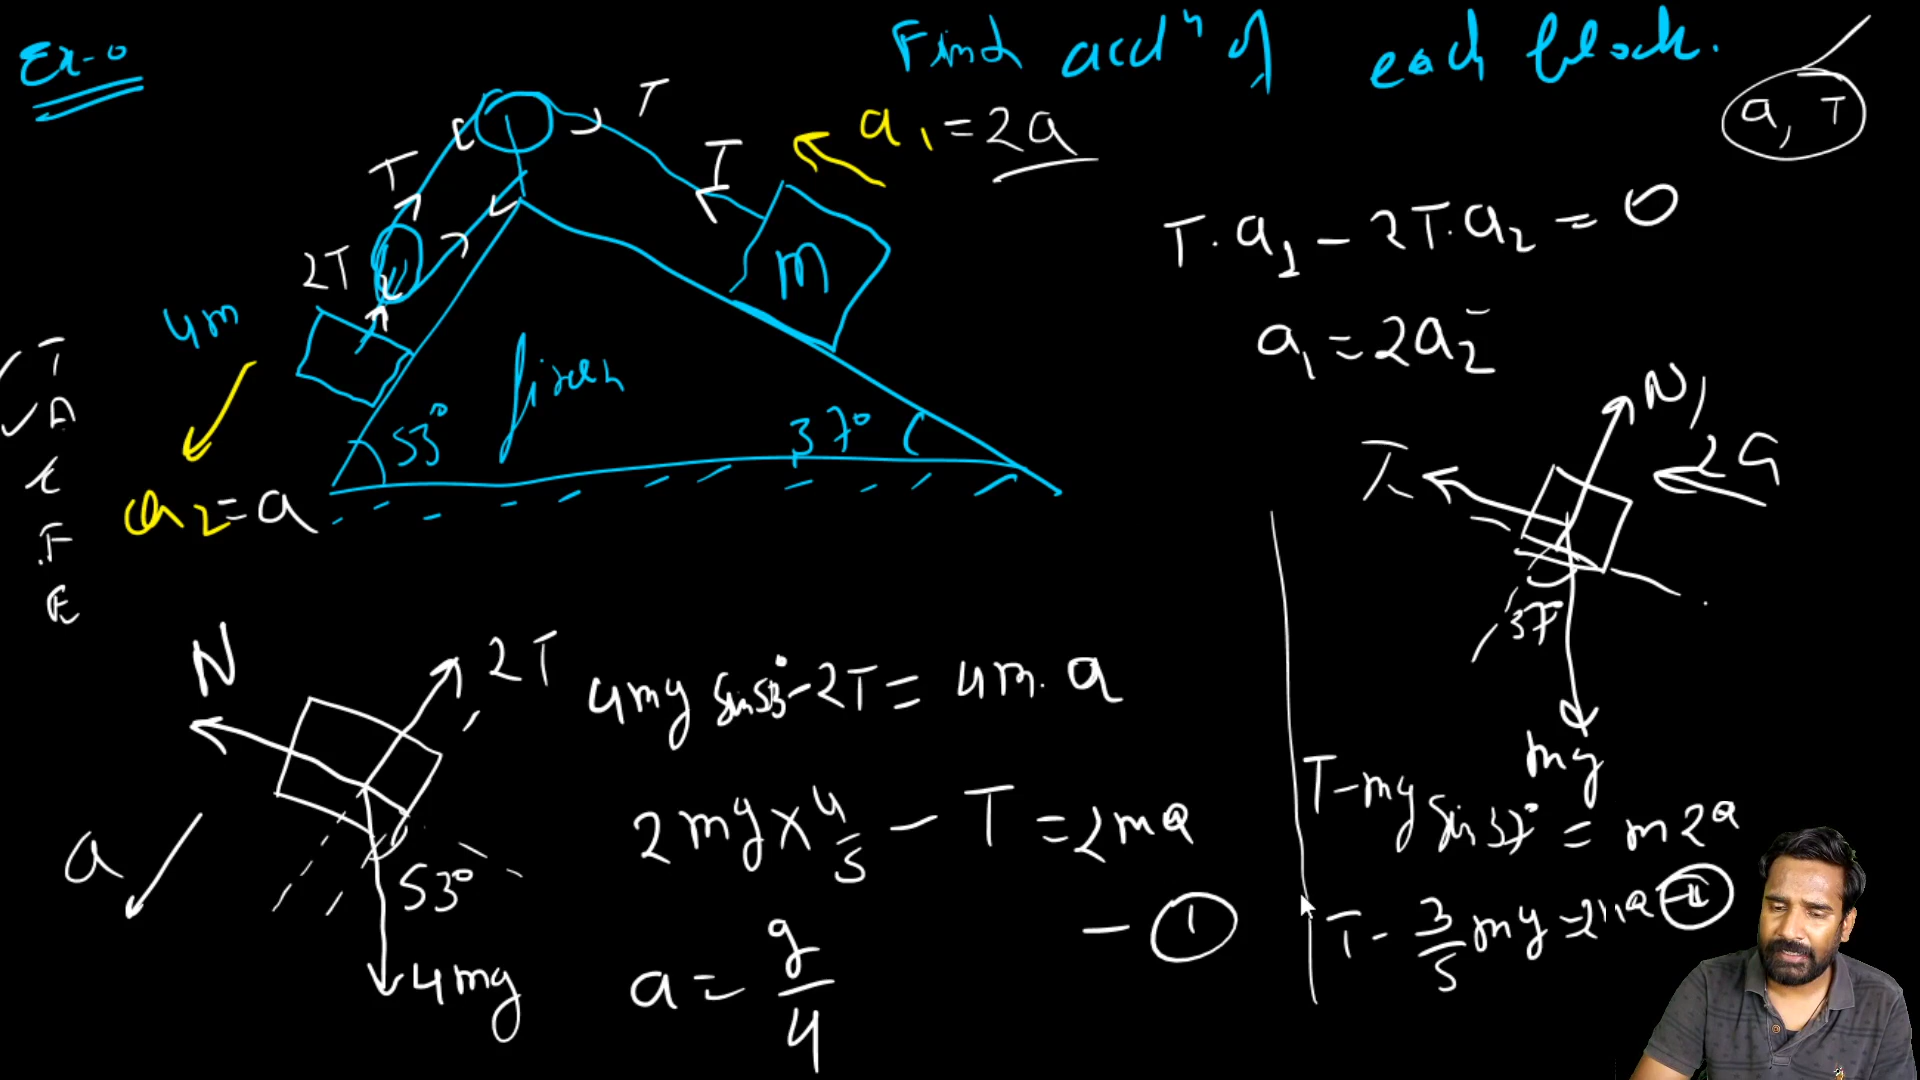 Ex-0
Find accⁿ of each block.
a, T
T
a₁ = 2a
T
T
T · a₁ − 2T · a₂ = 0
m
2T
4m
a₁ = 2a₂
T
A
F
E
fixed
53°
37°
a₂ = a
N₁
T
2a
37
mg
N
2T
4mg sin53° − 2T = 4m · a
2mg × 4/5 − T = 2ma
— ①
a = g/4
a
53°
4mg
T − mg sin37° = m2a
T − 3/5 mg = 2ma — ⑪